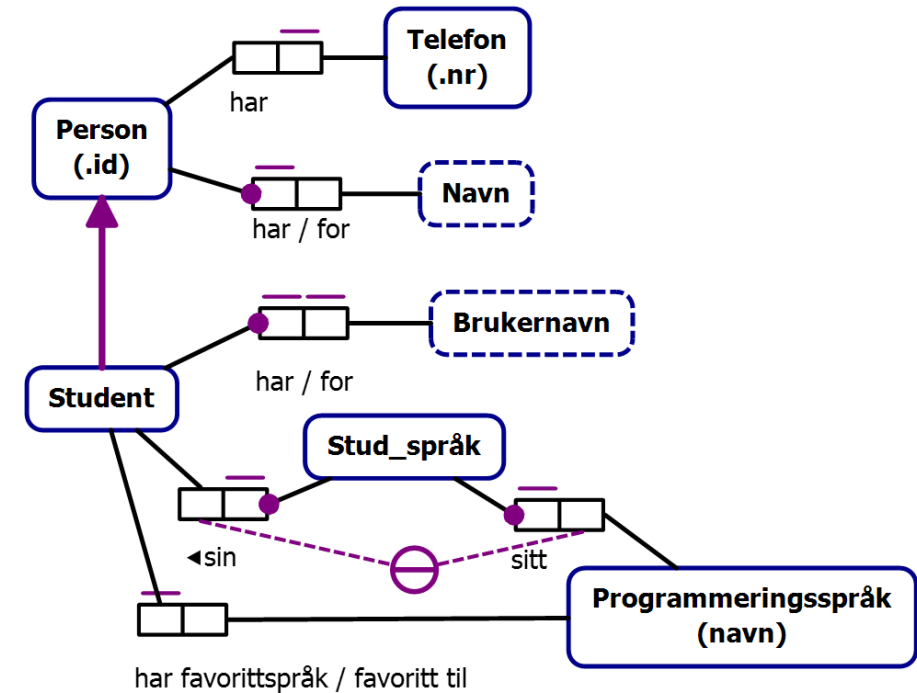 Telefon
(.nr)
har
Person
(.id)
Navn
har / for
Brukernavn
har / for
Student
Stud_språk
◄sin
sitt
Programmeringsspråk
(navn)
har favorittspråk / favoritt til